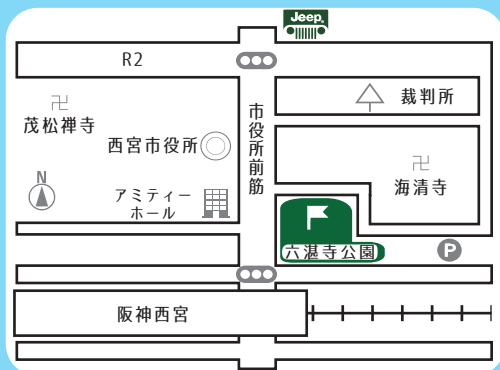 Jeep
R2
裁判所
茂松禅寺
西宮市役所
市役所前筋
海清寺
N
アミティー
ホール
六湛寺公園
P
阪神西宮